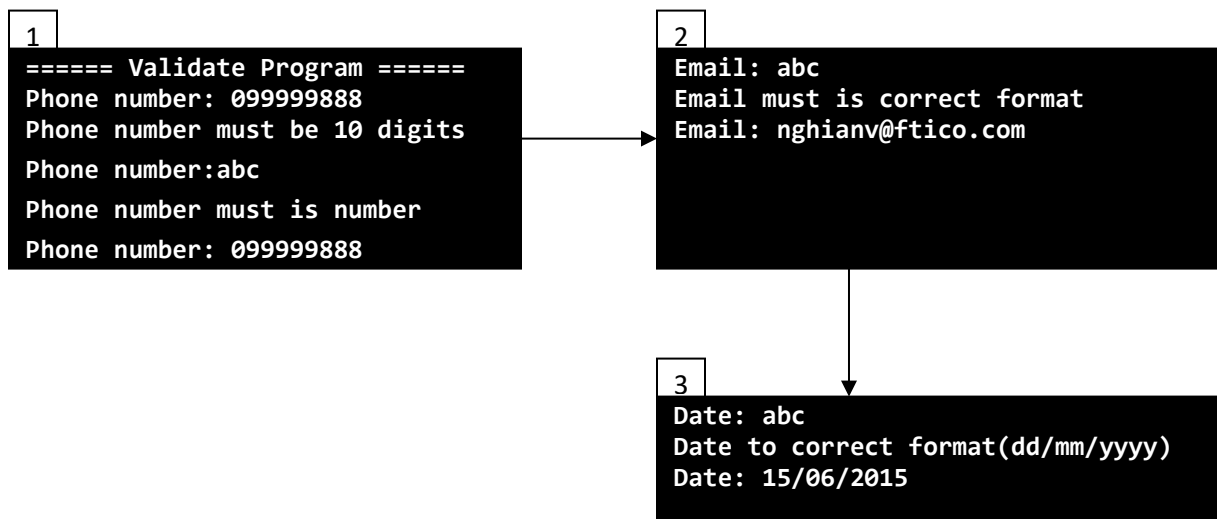 1
====== Validate Program ======
Phone number: 099999888
Phone number must be 10 digits
Phone number:abc
Phone number must is number
Phone number: 099999888
2
Email: abc
Email must is correct format
Email: nghianv@ftico.com
3
Date: abc
Date to correct format(dd/mm/yyyy)
Date: 15/06/2015